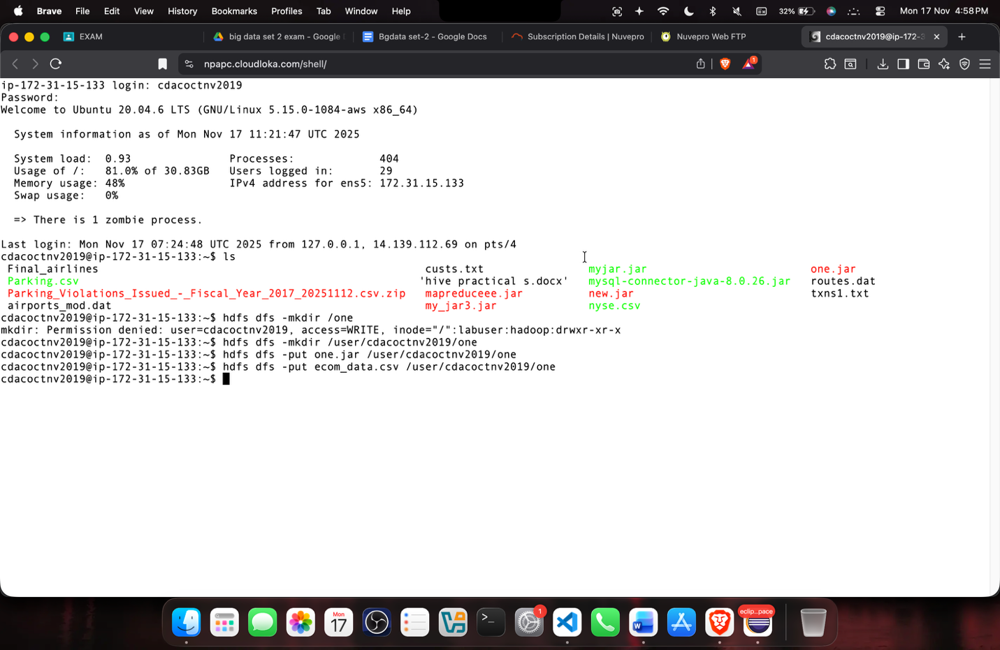 Brave File Edit View History Bookmarks Profiles Tab Window Help 32% Mon 17 Nov 4:58 PM
EXAM big data set 2 exam - Google Bgdata set-2 - Google Docs Subscription Details | Nuvepro Nuvepro Web FTP cdacoctnv2019@ip-172-3
npapc.cloudloka.com/shell/ 1
ip-172-31-15-133 login: cdacoctnv2019
Password:
Welcome to Ubuntu 20.04.6 LTS (GNU/Linux 5.15.0-1084-aws x86_64)
System information as of Mon Nov 17 11:21:47 UTC 2025
System load: 0.93 Processes: 404
Usage of /: 81.0% of 30.83GB Users logged in: 29
Memory usage: 48% IPv4 address for ens5: 172.31.15.133
Swap usage: 0%
=> There is 1 zombie process.
Last login: Mon Nov 17 07:24:48 UTC 2025 from 127.0.0.1, 14.139.112.69 on pts/4
cdacoctnv2019@ip-172-31-15-133:~$ ls
Final_airlines custs.txt myjar.jar one.jar
Parking.csv 'hive practical s.docx' mysql-connector-java-8.0.26.jar routes.dat
Parking_Violations_Issued_-_Fiscal_Year_2017_20251112.csv.zip mapreduceee.jar new.jar txns1.txt
airports_mod.dat my_jar3.jar nyse.csv
cdacoctnv2019@ip-172-31-15-133:~$ hdfs dfs -mkdir /one
mkdir: Permission denied: user=cdacoctnv2019, access=WRITE, inode="/":labuser:hadoop:drwxr-xr-x
cdacoctnv2019@ip-172-31-15-133:~$ hdfs dfs -mkdir /user/cdacoctnv2019/one
cdacoctnv2019@ip-172-31-15-133:~$ hdfs dfs -put one.jar /user/cdacoctnv2019/one
cdacoctnv2019@ip-172-31-15-133:~$ hdfs dfs -put ecom_data.csv /user/cdacoctnv2019/one
cdacoctnv2019@ip-172-31-15-133:~$
Mon 1 eclip...pace
17